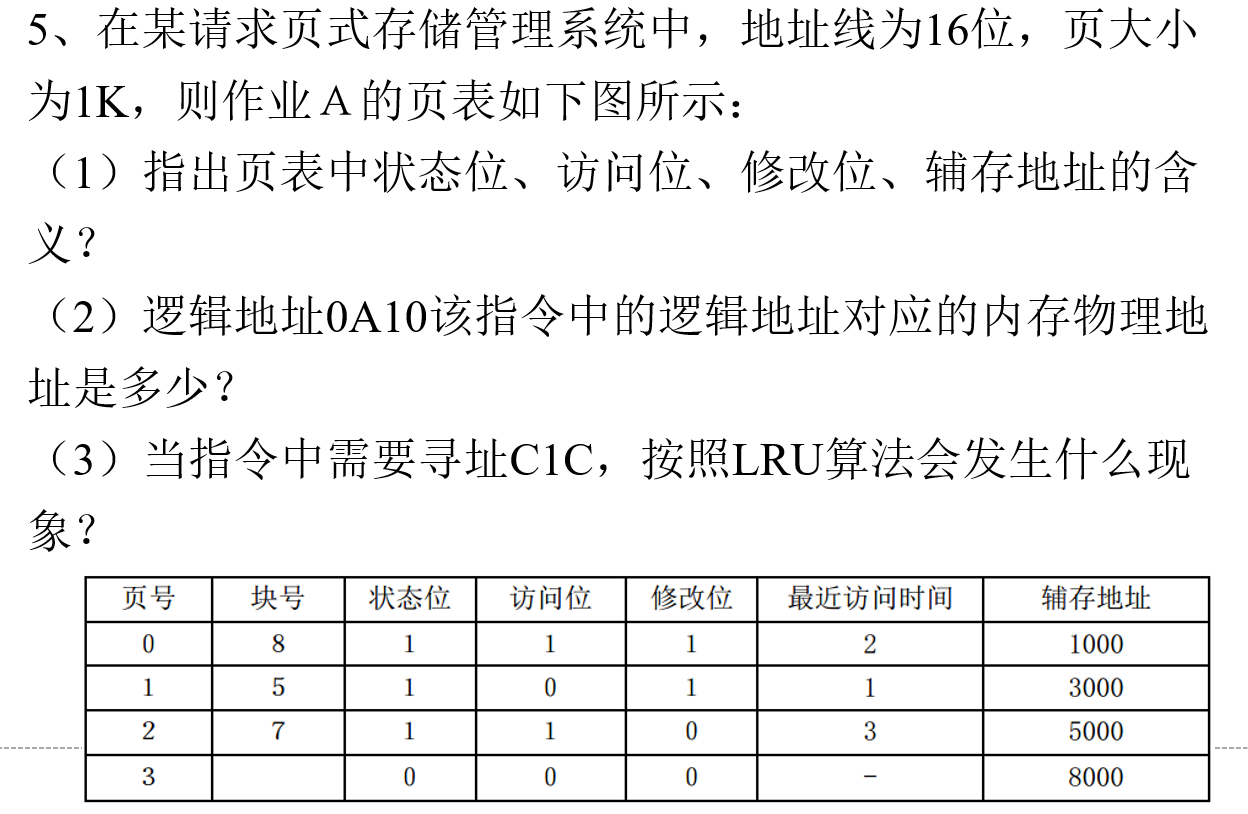 5、在某请求页式存储管理系统中，地址线为16位，页大小
为1K，则作业A的页表如下图所示：
（1）指出页表中状态位、访问位、修改位、辅存地址的含
义？
（2）逻辑地址0A10该指令中的逻辑地址对应的内存物理地
址是多少？
（3）当指令中需要寻址C1C，按照LRU算法会发生什么现
象？
页号 块号 状态位 访问位 修改位 最近访问时间 辅存地址
0 8 1 1 1 2 1000
1 5 1 0 1 1 3000
2 7 1 1 0 3 5000
3 0 0 0 - 8000